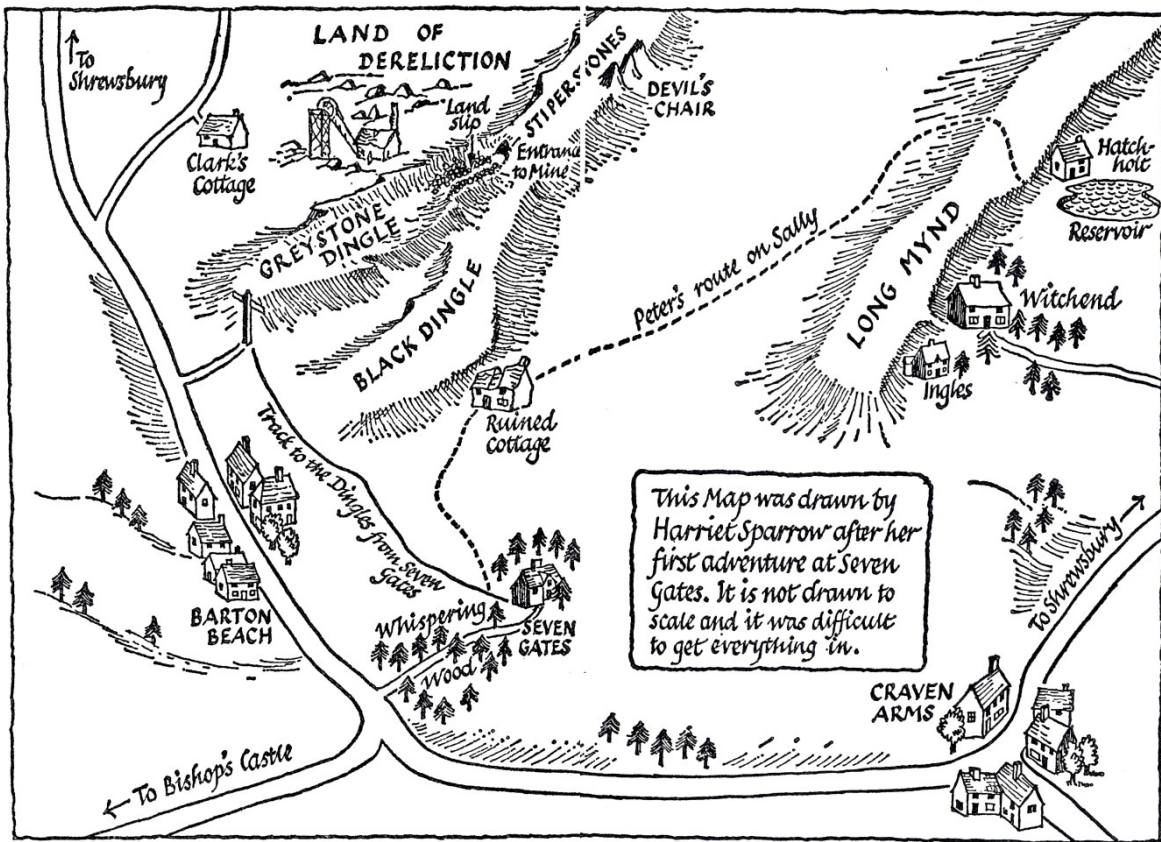 To
Shrewsbury
LAND OF
DERELICTION
Land
slip
STIPERSTONES
DEVIL'S
CHAIR
Entrance
to Mine
Clark's
Cottage
GREYSTONE
DINGLE
BLACK DINGLE
Peter's route on Sally
LONG MYND
Hatch-
holt
Reservoir
Witchend
Ingles
Ruined
Cottage
Track to the Dingles from Seven
Gates
BARTON
BEACH
Whispering
Wood
SEVEN
GATES
This Map was drawn by
Harriet Sparrow after her
first adventure at Seven
Gates. It is not drawn to
scale and it was difficult
to get everything in.
To Shrewsbury
CRAVEN
ARMS
← To Bishop's Castle